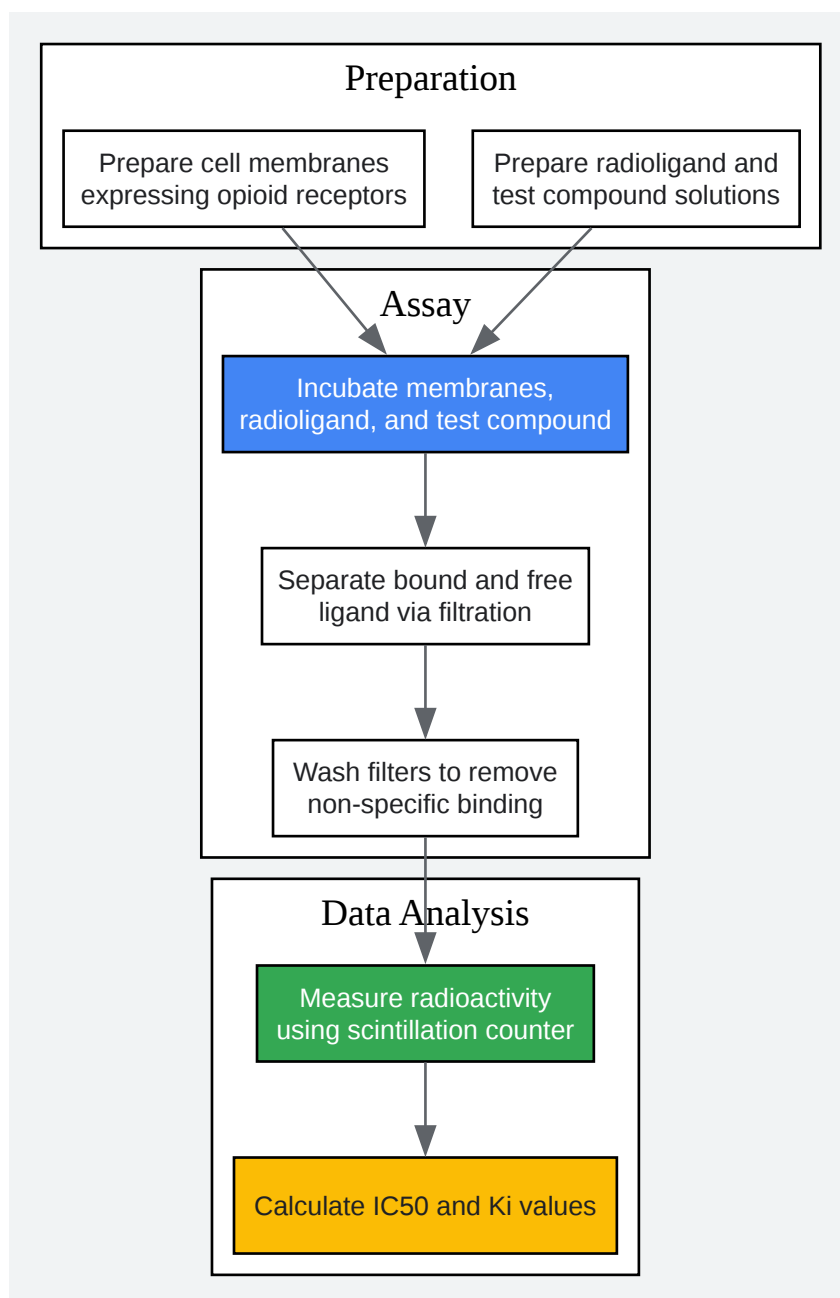 Preparation
Prepare cell membranes
expressing opioid receptors
Prepare radioligand and
test compound solutions
Assay
Incubate membranes,
radioligand, and test compound
Separate bound and free
ligand via filtration
Wash filters to remove
non-specific binding
Data Analysis
Measure radioactivity
using scintillation counter
Calculate IC50 and Ki values